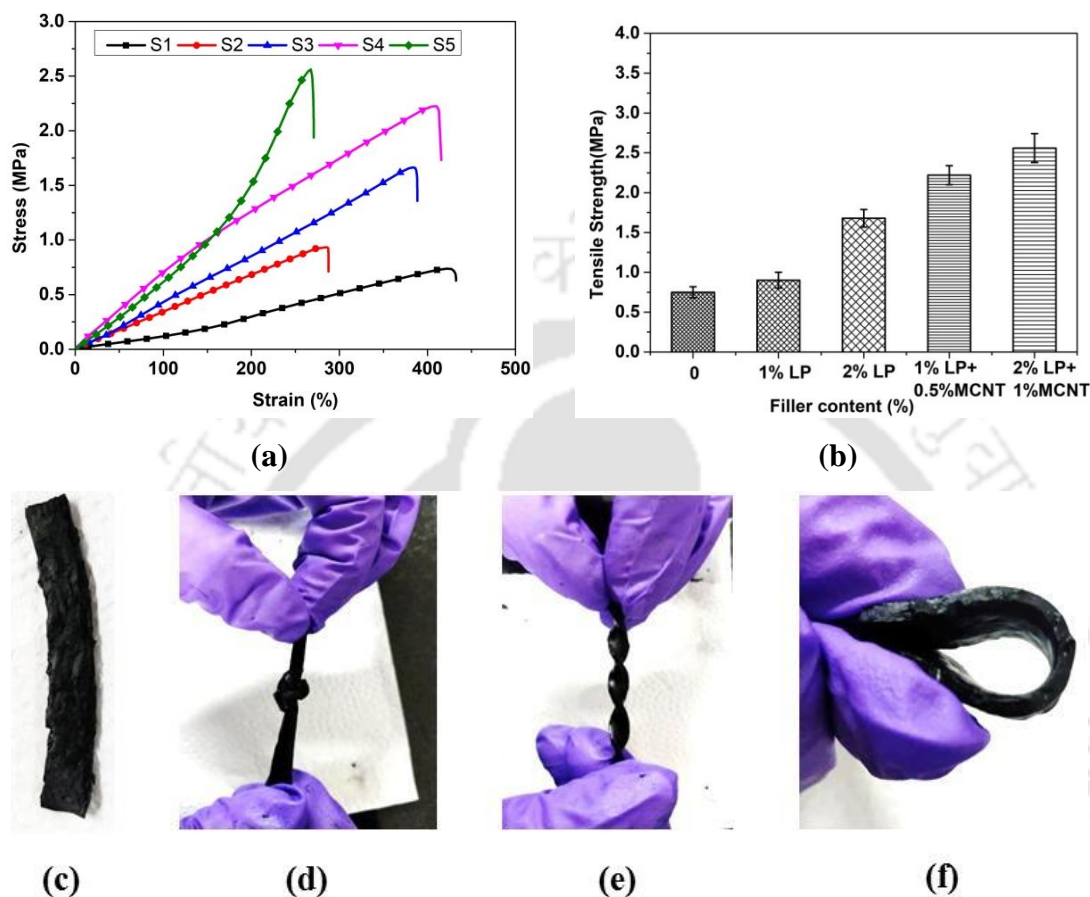 3.0
S1 S2 S3 S4 S5
2.5
2.0
1.5
1.0
0.5
0.0
Stress (MPa)
0 100 200 300 400 500
Strain (%)
(a)
4.0
3.5
3.0
2.5
2.0
1.5
1.0
0.5
0.0
Tensile Strength(MPa)
0 1% LP 2% LP 1% LP+ 2% LP+
0.5%MCNT 1%MCNT
Filler content (%)
(b)
(c) (d) (e) (f)